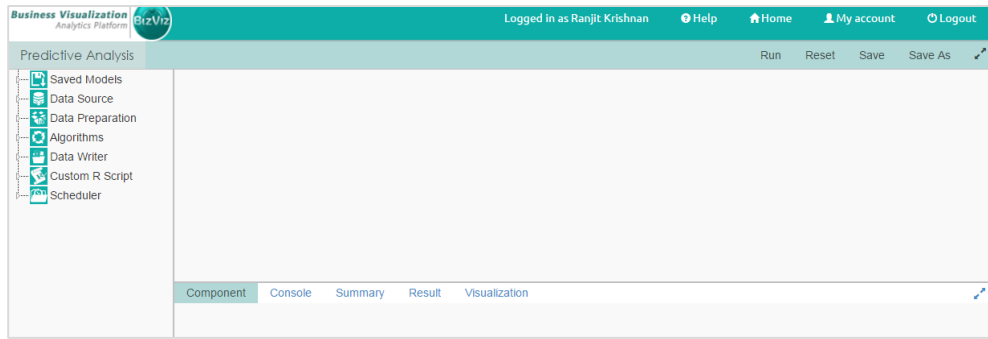 Business Visualization
Analytics Platform
BIZVIZ
Logged in as Ranjit Krishnan
Help
Home
My account
Logout
Predictive Analysis
Run
Reset
Save
Save As
Saved Models
Data Source
Data Preparation
Algorithms
Data Writer
Custom R Script
Scheduler
Component
Console
Summary
Result
Visualization